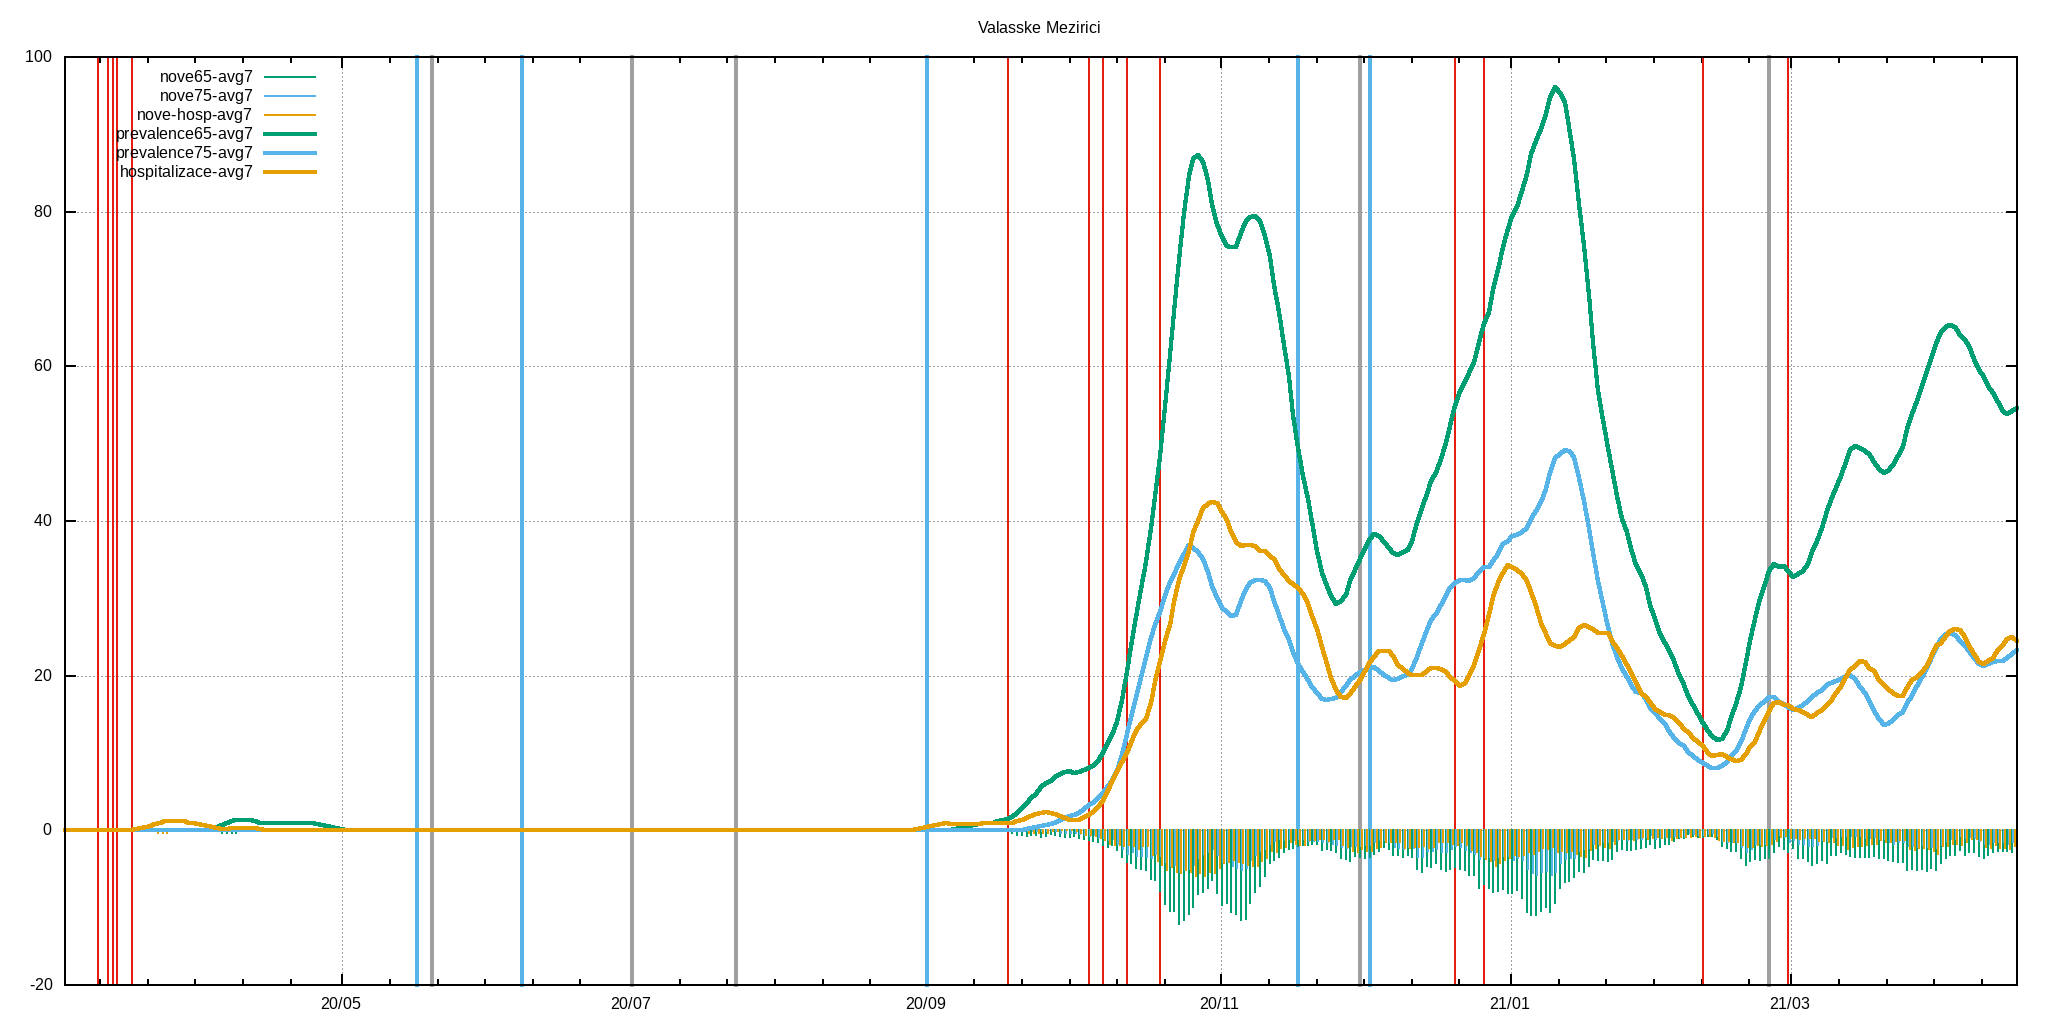 Valasske Mezirici
100
80
60
40
20
0
-20
nove65-avg7
nove75-avg7
nove-hosp-avg7
prevalence65-avg7
prevalence75-avg7
hospitalizace-avg7
20/05 20/07 20/09 20/11 21/01 21/03